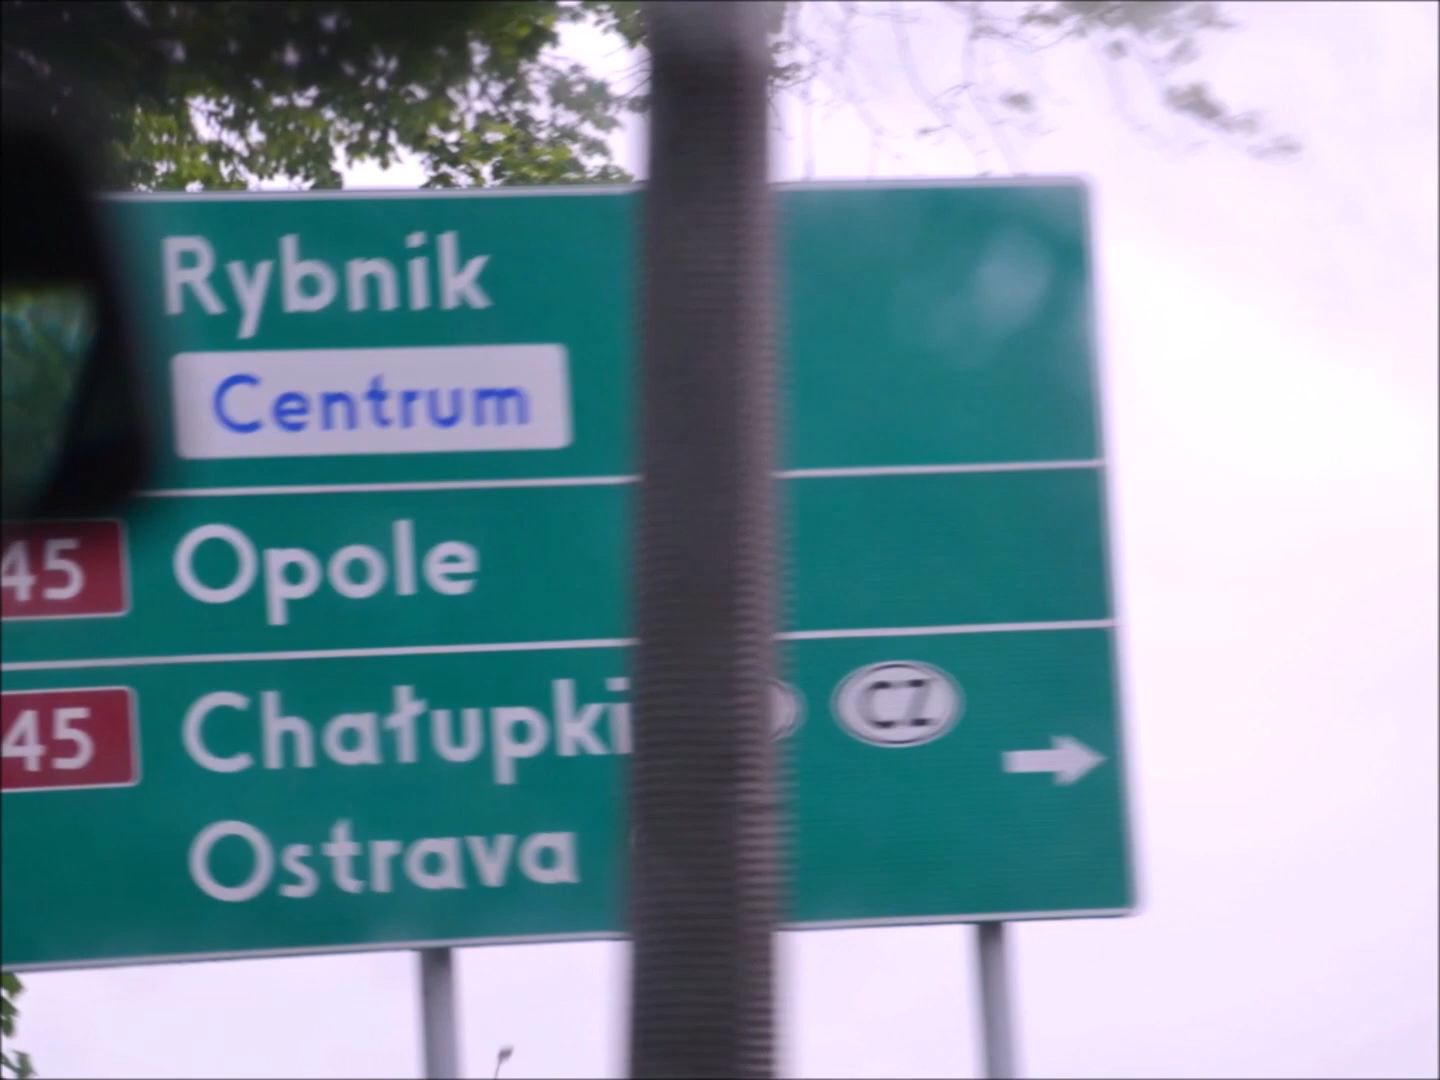 Rybnik
Centrum
45 Opole
45 Chałupki CZ
Ostrava